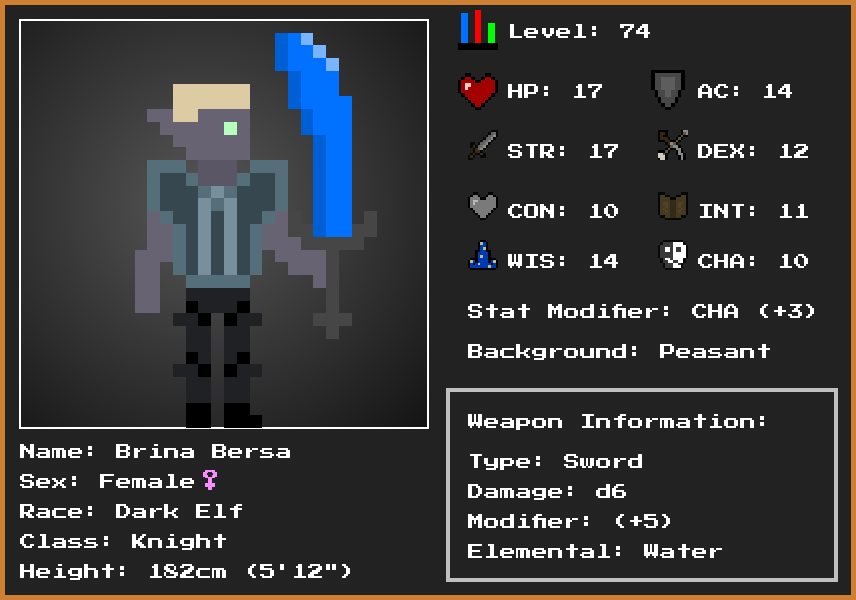 Level: 74
HP: 17 AC: 14
STR: 17 DEX: 12
CON: 10 INT: 11
WIS: 14 CHA: 10
Stat Modifier: CHA (+3)
Background: Peasant
Weapon Information:
Type: Sword
Damage: d6
Modifier: (+5)
Elemental: Water
Name: Brina Bersa
Sex: Female♀
Race: Dark Elf
Class: Knight
Height: 182cm (5'12")